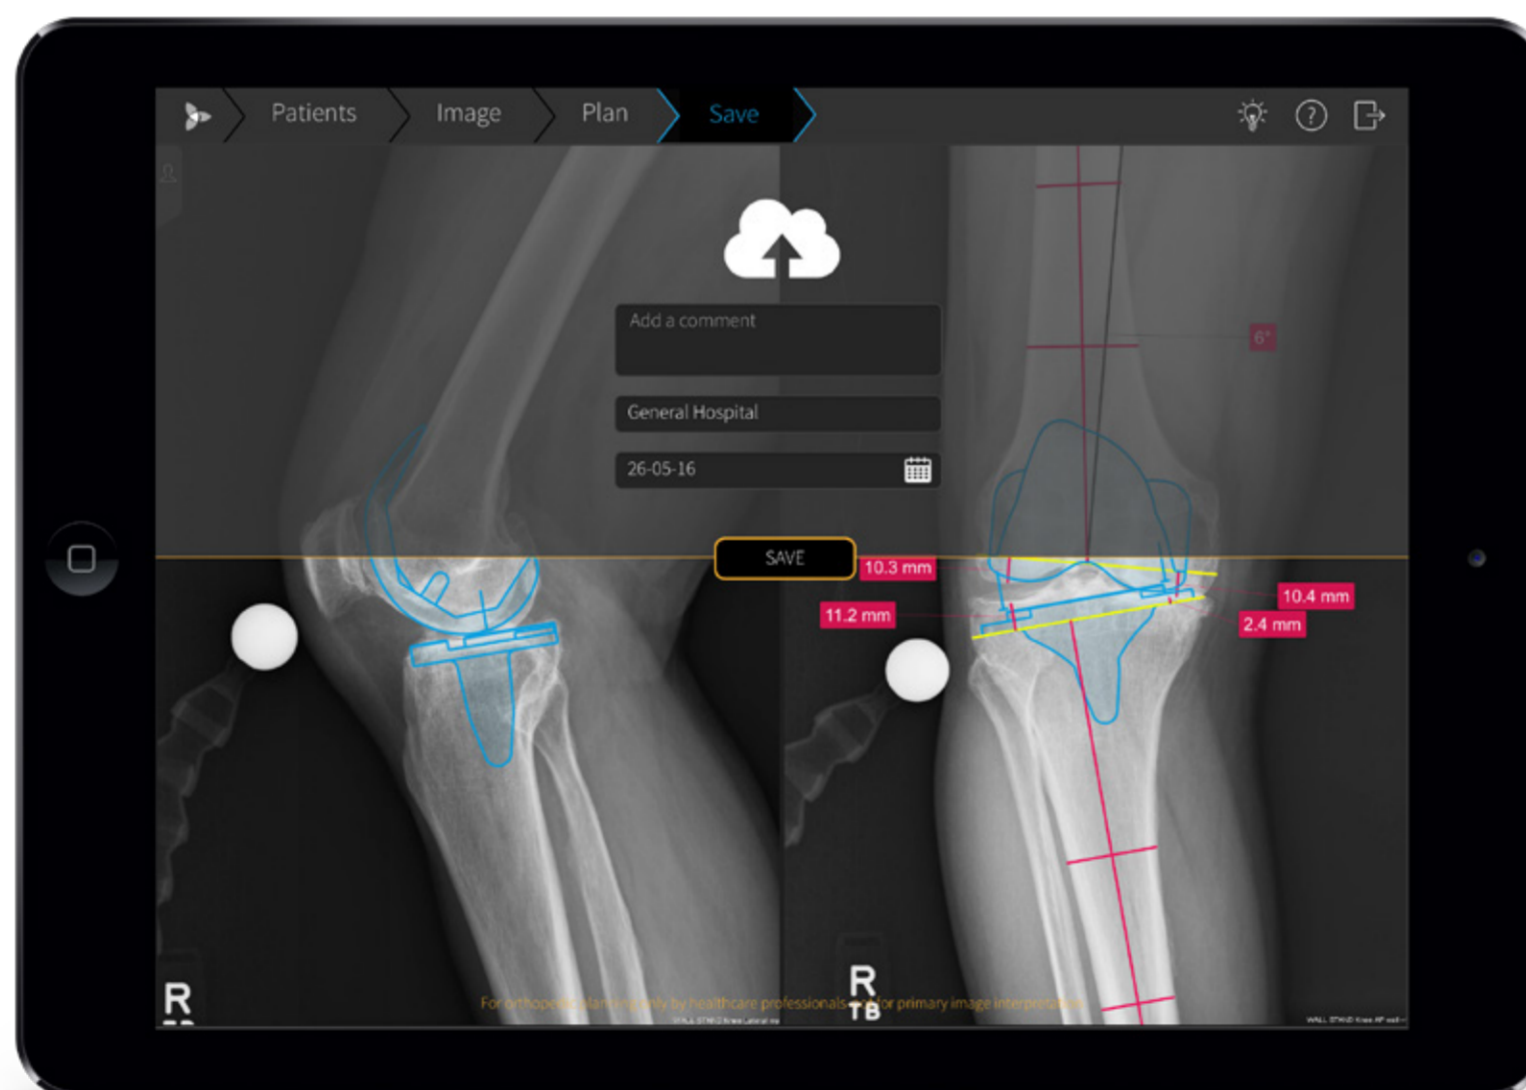 Patients
Image
Plan
Save
?
Add a comment
General Hospital
26-05-16
SAVE
6°
10.3 mm
11.2 mm
10.4 mm
2.4 mm
R
R
TB
For orthopedic planning only by healthcare professionals not for primary image interpretation